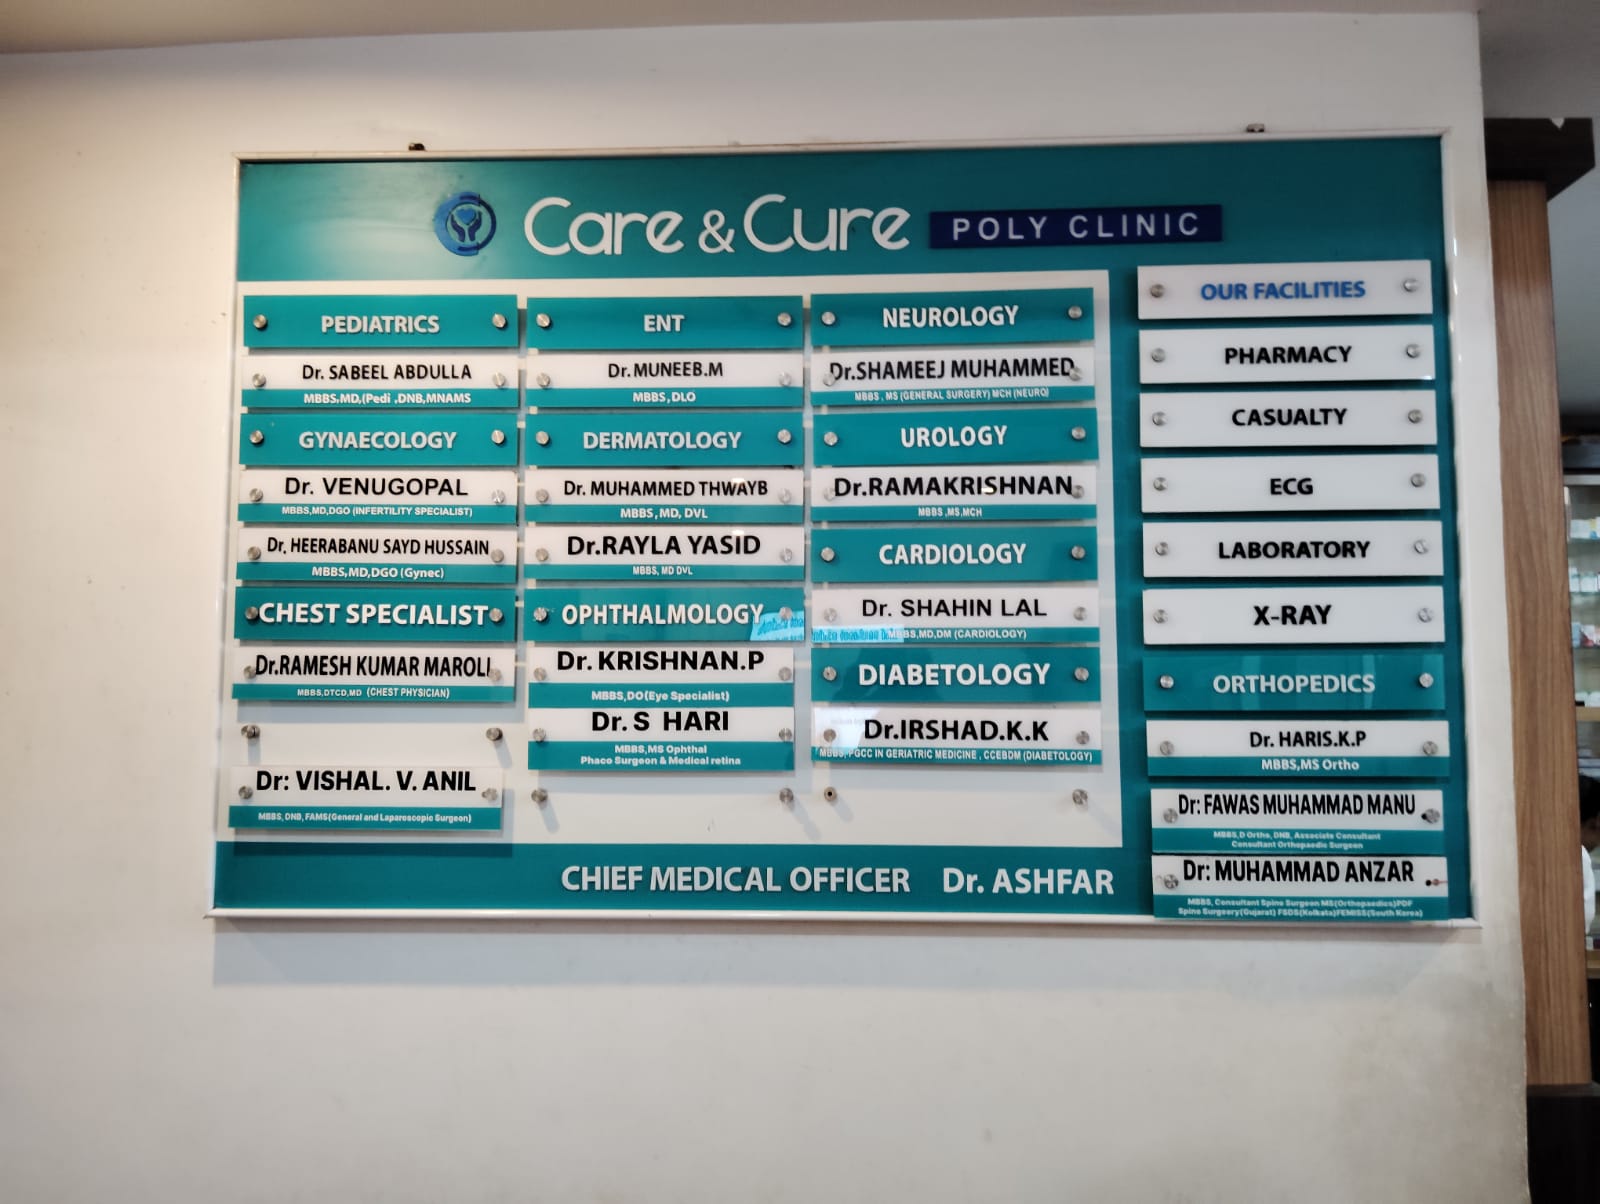 Care & Cure POLY CLINIC
PEDIATRICS
Dr. SABEEL ABDULLA
MBBS,MD,(Pedi .DNB,MNAMS
GYNAECOLOGY
Dr. VENUGOPAL
MBBS,MD,DGO (INFERTILITY SPECIALIST)
Dr. HEERABANU SAYD HUSSAIN
MBBS,MD,DGO (Gynec)
CHEST SPECIALIST
Dr.RAMESH KUMAR MAROLI
MBBS,DTCD,MD (CHEST PHYSICIAN)
Dr: VISHAL. V. ANIL
MBBS, DNB, FAMS(General and Laparescopic Surgeon)
ENT
Dr.MUNEEB.M
MBBS,DLO
DERMATOLOGY
Dr. MUHAMMED THWAYB
MBBS, MD, DVL
Dr.RAYLA YASID
MBBS, MD DVL
OPHTHALMOLOGY
Dr. KRISHNAN.P
MBBS,DO(Eye Specialist)
Dr. S HARI
MBBS,MS Ophthal
Phaco Surgeon & Medical retina
NEUROLOGY
Dr.SHAMEEJ MUHAMMED
MBBS , MS (GENERAL SURGERY) MCH (NEURO)
UROLOGY
Dr.RAMAKRISHNAN
MBBS ,MS,MCH
CARDIOLOGY
Dr. SHAHIN LAL
MBBS,MD,DM (CARDIOLOGY)
DIABETOLOGY
Dr.IRSHAD.K.K
MBBS, PGCC IN GERIATRIC MEDICINE , CCEBDM (DIABETOLOGY)
OUR FACILITIES
PHARMACY
CASUALTY
ECG
LABORATORY
X-RAY
ORTHOPEDICS
Dr. HARIS.K.P
MBBS,MS Ortho
Dr: FAWAS MUHAMMAD MANU
MBBS,D Ortho, DNB, Associate Consultant
Consultant Orthopaedic Surgeon
Dr: MUHAMMAD ANZAR
MBBS, Consultant Spine Surgeon MS(Orthopaedics)PDF
Spine Surgeery(Gujarat) FSDS(Kolkata)FEMISS(South Korea)
CHIEF MEDICAL OFFICER Dr. ASHFAR